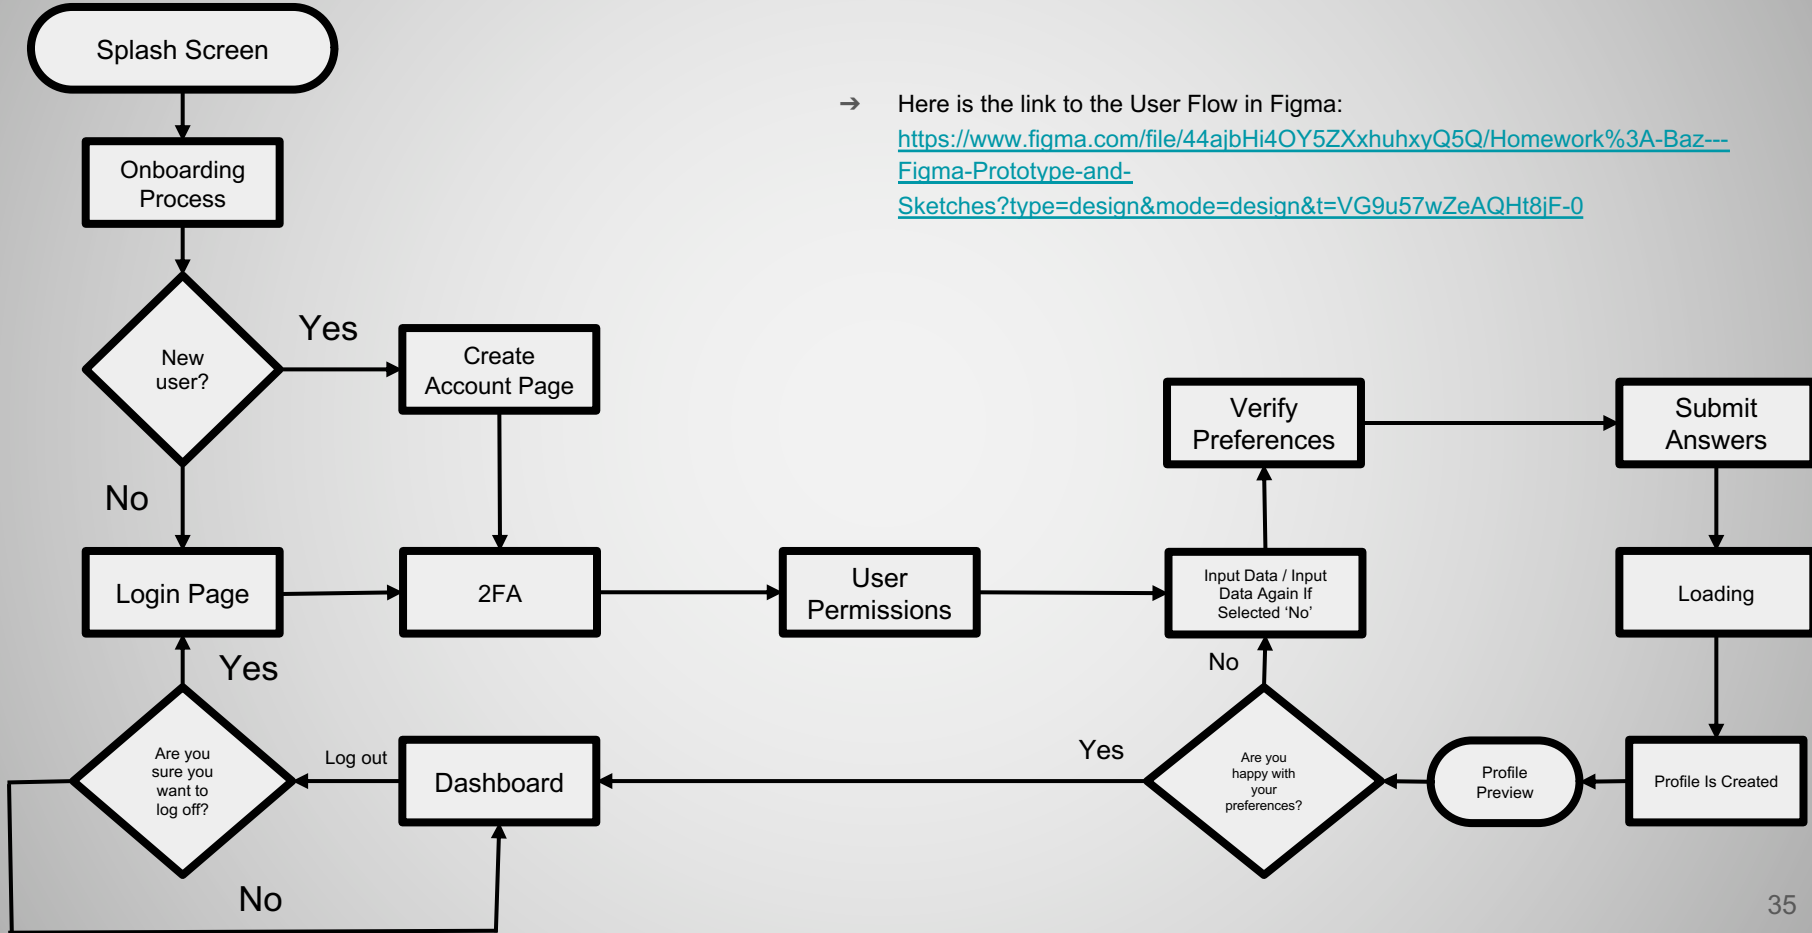 Splash Screen
➔ Here is the link to the User Flow in Figma:
https://www.figma.com/file/44ajbHi4OY5ZXxhuhxyQ5Q/Homework%3A-Baz---
Figma-Prototype-and-
Sketches?type=design&mode=design&t=VG9u57wZeAQHt8jF-0
Onboarding
Process
New
user?
Yes
Create
Account Page
No
Login Page
2FA
User
Permissions
Input Data / Input
Data Again If
Selected ‘No’
Verify
Preferences
Submit
Answers
Loading
Profile Is Created
Profile
Preview
Are you
happy with
your
preferences?
No
Yes
Dashboard
Log out
Are you
sure you
want to
log off?
Yes
No
35